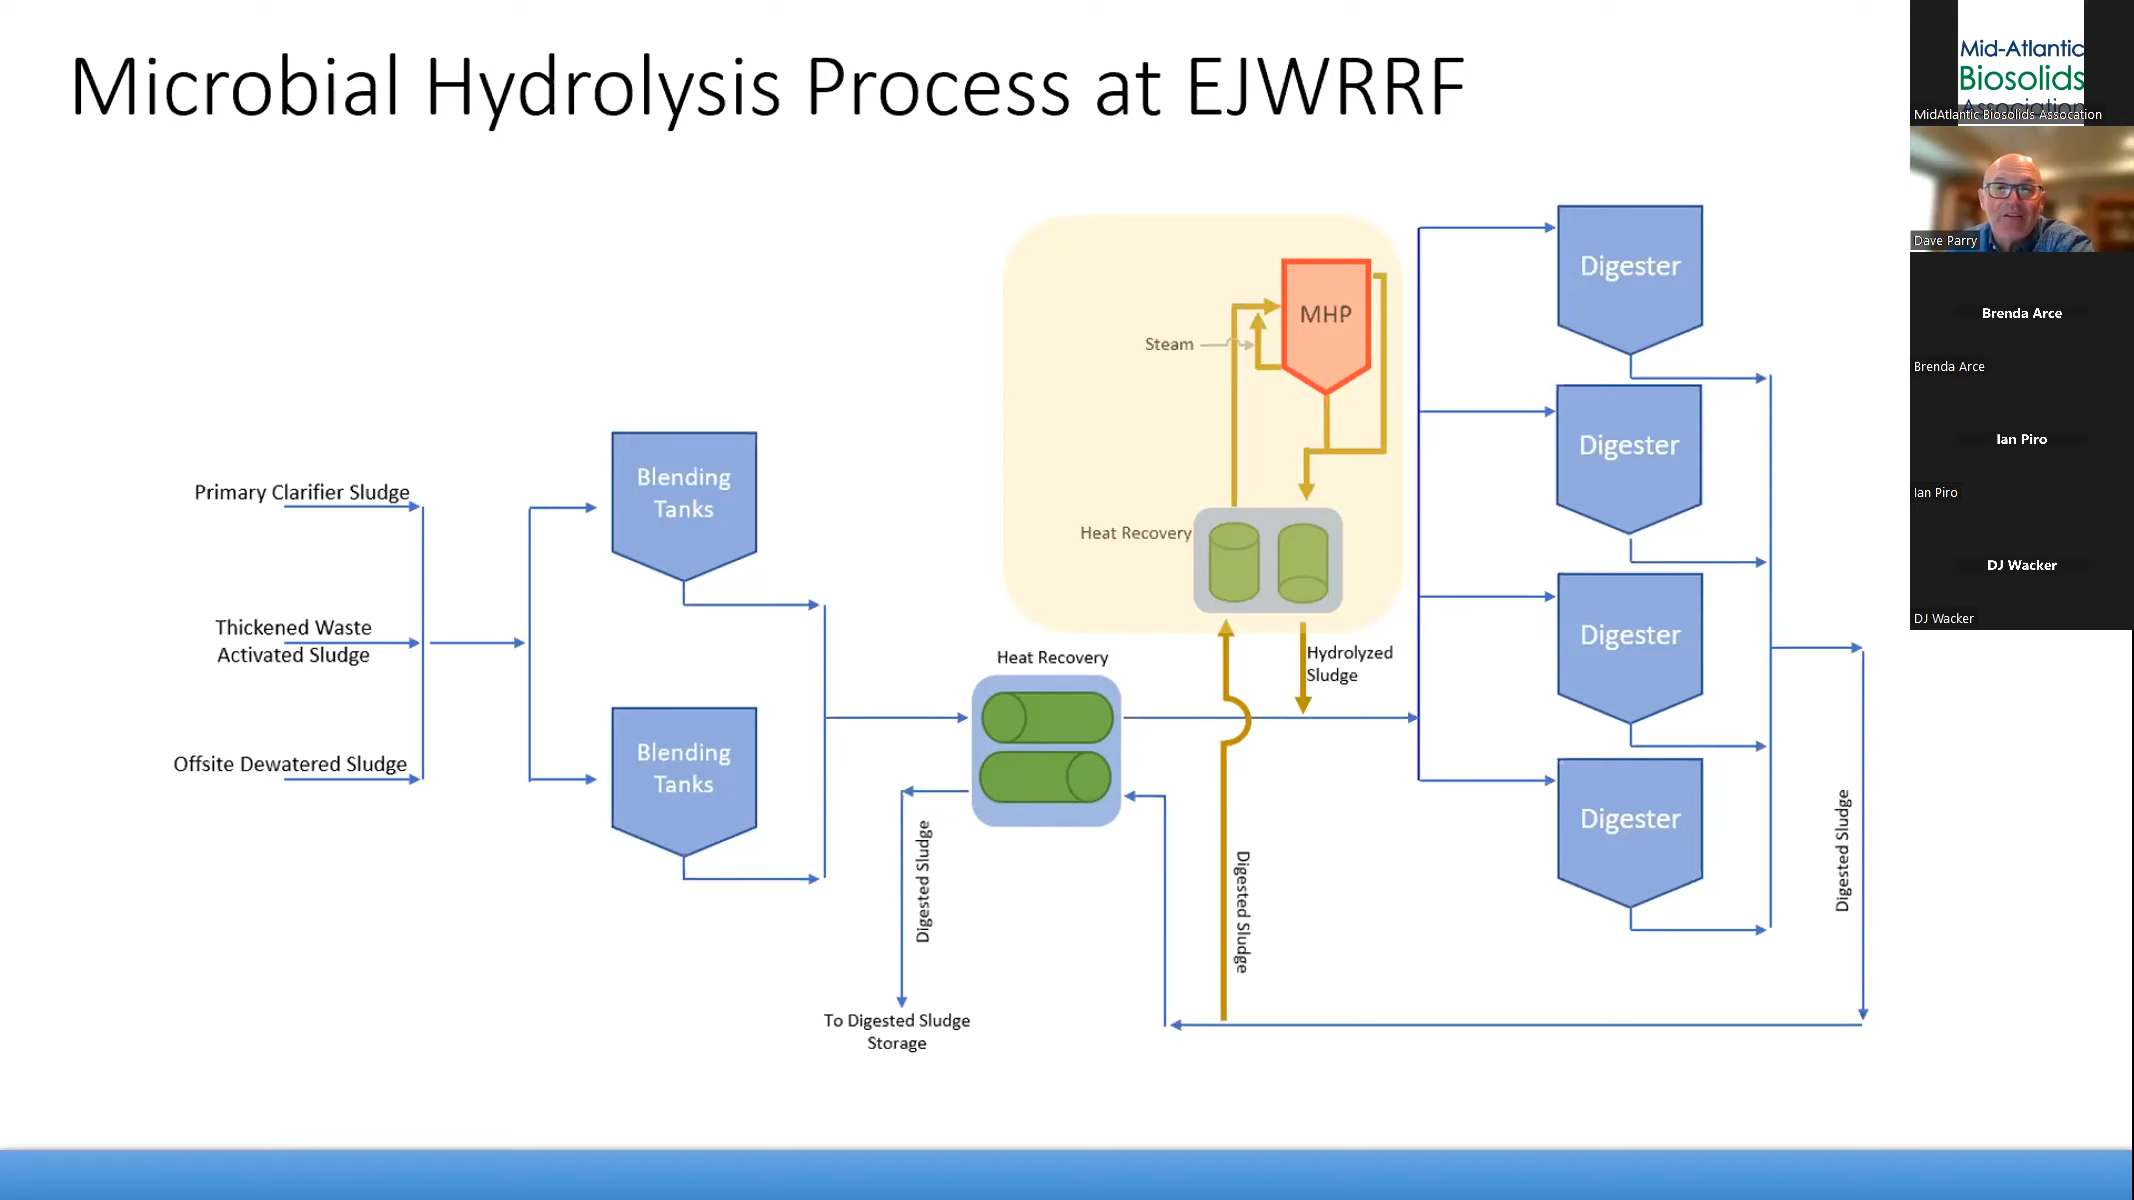 Microbial Hydrolysis Process at EJWRRF
Primary Clarifier Sludge
Thickened Waste
Activated Sludge
Offsite Dewatered Sludge
Blending
Tanks
Blending
Tanks
Heat Recovery
Digested Sludge
To Digested Sludge
Storage
Steam
MHP
Heat Recovery
Hydrolyzed
Sludge
Digested Sludge
Digester
Digester
Digester
Digester
Digested Sludge
Mid-Atlantic
Biosolids
Association
MidAtlantic Biosolids Assocation
Dave Parry
Brenda Arce
Brenda Arce
Ian Piro
Ian Piro
DJ Wacker
DJ Wacker